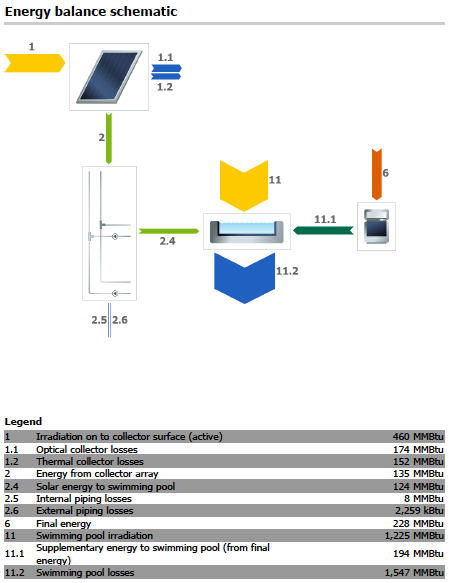 Energy balance schematic
1
1.1
1.2
2
11
6
11.1
2.4
11.2
2.5 2.6
Legend
1 Irradiation on to collector surface (active) 460 MMBtu
1.1 Optical collector losses 174 MMBtu
1.2 Thermal collector losses 152 MMBtu
2 Energy from collector array 135 MMBtu
2.4 Solar energy to swimming pool 124 MMBtu
2.5 Internal piping losses 8 MMBtu
2.6 External piping losses 2,259 kBtu
6 Final energy 228 MMBtu
11 Swimming pool irradiation 1,225 MMBtu
11.1 Supplementary energy to swimming pool (from final 194 MMBtu
energy)
11.2 Swimming pool losses 1,547 MMBtu